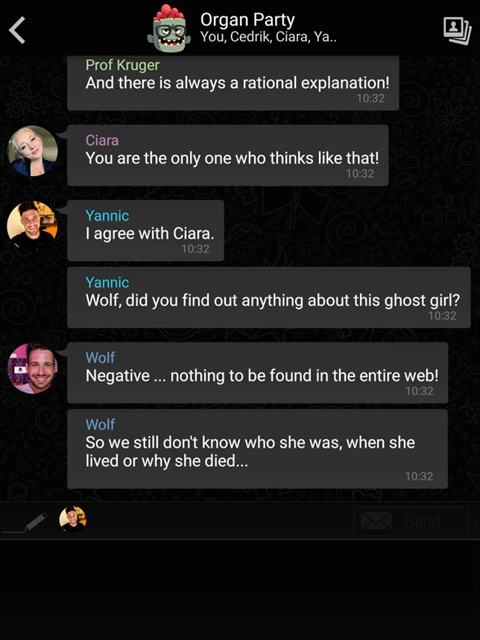 Organ Party
You, Cedrik, Ciara, Ya..
Prof Kruger
And there is always a rational explanation!
10:32
Ciara
You are the only one who thinks like that!
10:32
Yannic
I agree with Ciara.
10:32
Yannic
Wolf, did you find out anything about this ghost girl?
10:32
Wolf
Negative ... nothing to be found in the entire web!
10:32
Wolf
So we still don't know who she was, when she
lived or why she died...
10:32
Send